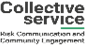 Collective
service
Risk Communication and
Community Engagement